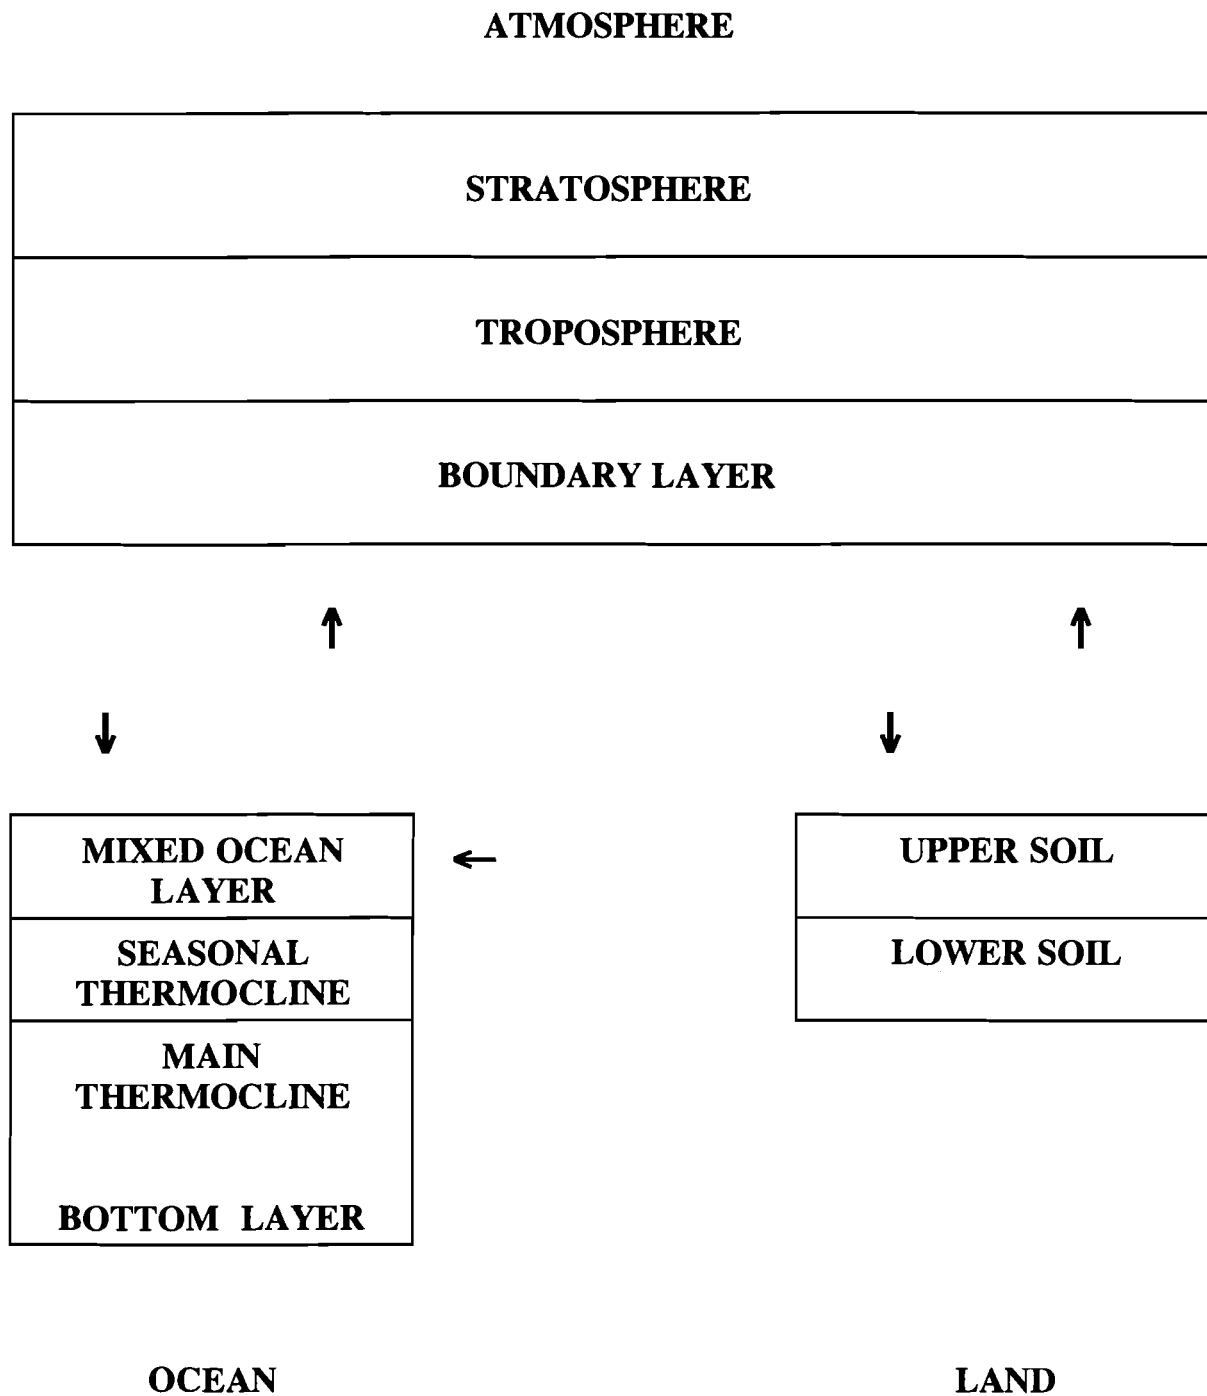 ATMOSPHERE
STRATOSPHERE
TROPOSPHERE
BOUNDARY LAYER
MIXED OCEAN
LAYER
SEASONAL
THERMOCLINE
MAIN
THERMOCLINE
BOTTOM LAYER
UPPER SOIL
LOWER SOIL
OCEAN
LAND